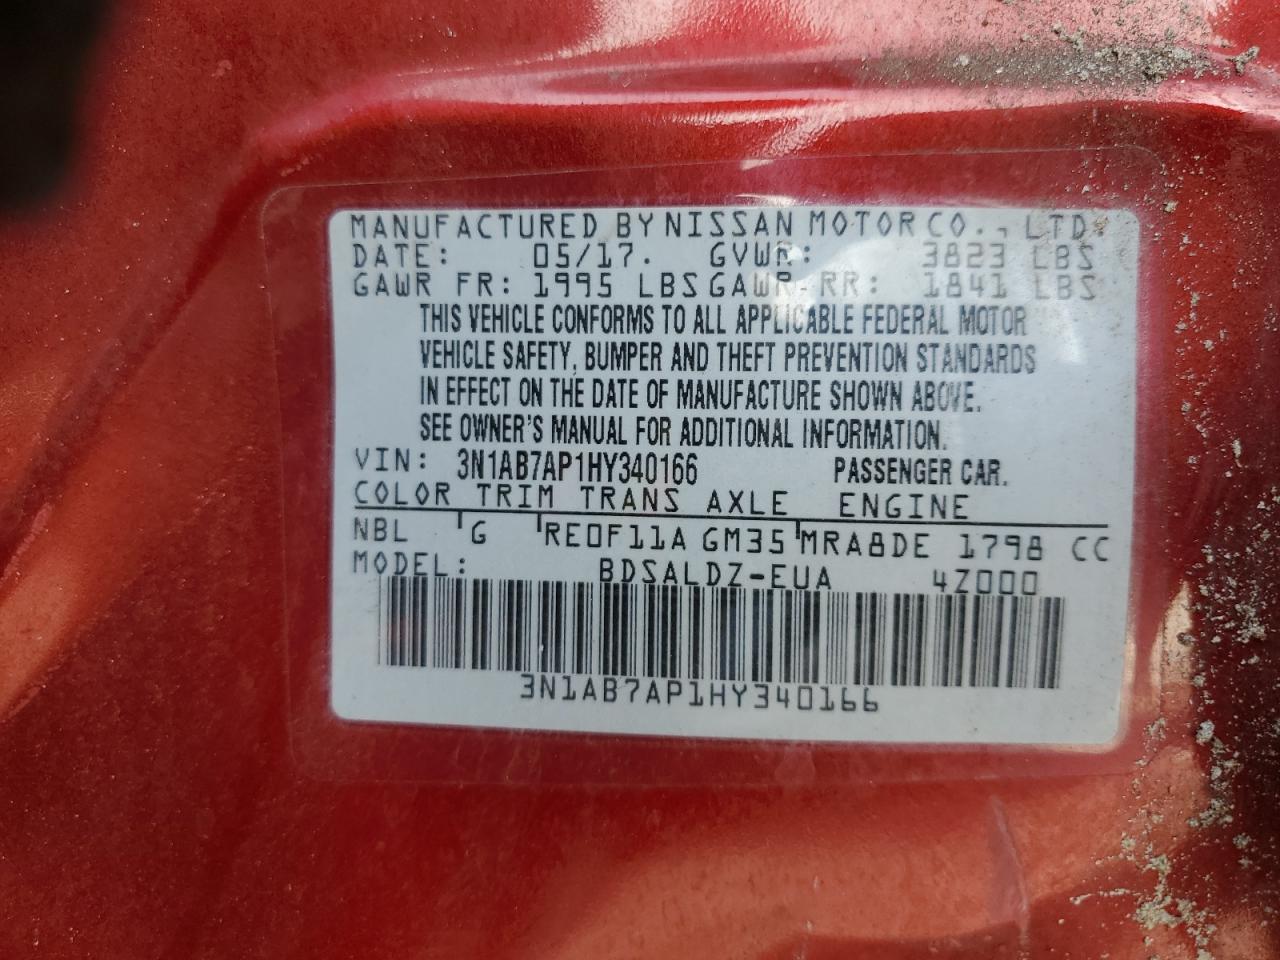 MANUFACTURED BY NISSAN MOTOR CO., LTD.
DATE: 05/17. GVWR: 3823 LBS
GAWR FR: 1995 LBS GAWR RR: 1841 LBS
THIS VEHICLE CONFORMS TO ALL APPLICABLE FEDERAL MOTOR
VEHICLE SAFETY, BUMPER AND THEFT PREVENTION STANDARDS
IN EFFECT ON THE DATE OF MANUFACTURE SHOWN ABOVE.
SEE OWNER'S MANUAL FOR ADDITIONAL INFORMATION.
VIN: 3N1AB7AP1HY340166 PASSENGER CAR.
COLOR TRIM TRANS AXLE ENGINE
NBL G RE0F11A GM35 MRA8DE 1798 CC
MODEL: BDSALDZ-EUA 4Z000
3N1AB7AP1HY340166